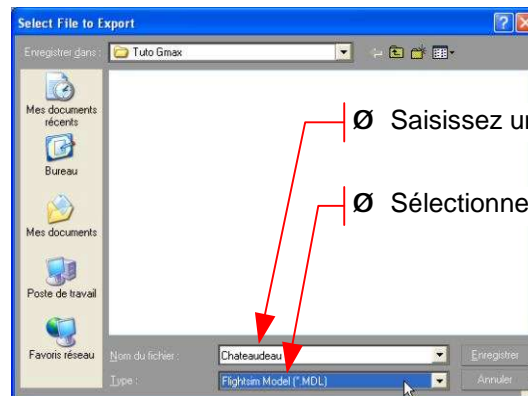 Select File to Export
Enregistrer dans :
Tuto Gmax
Mes documents
récents
Ø Saisissez un
Bureau
Ø Sélectionne
Mes documents
Poste de travail
Favoris réseau
Nom du fichier :
Chateaudeau
Enregistrer
Type :
Flightsim Model (*.MDL)
Annuler